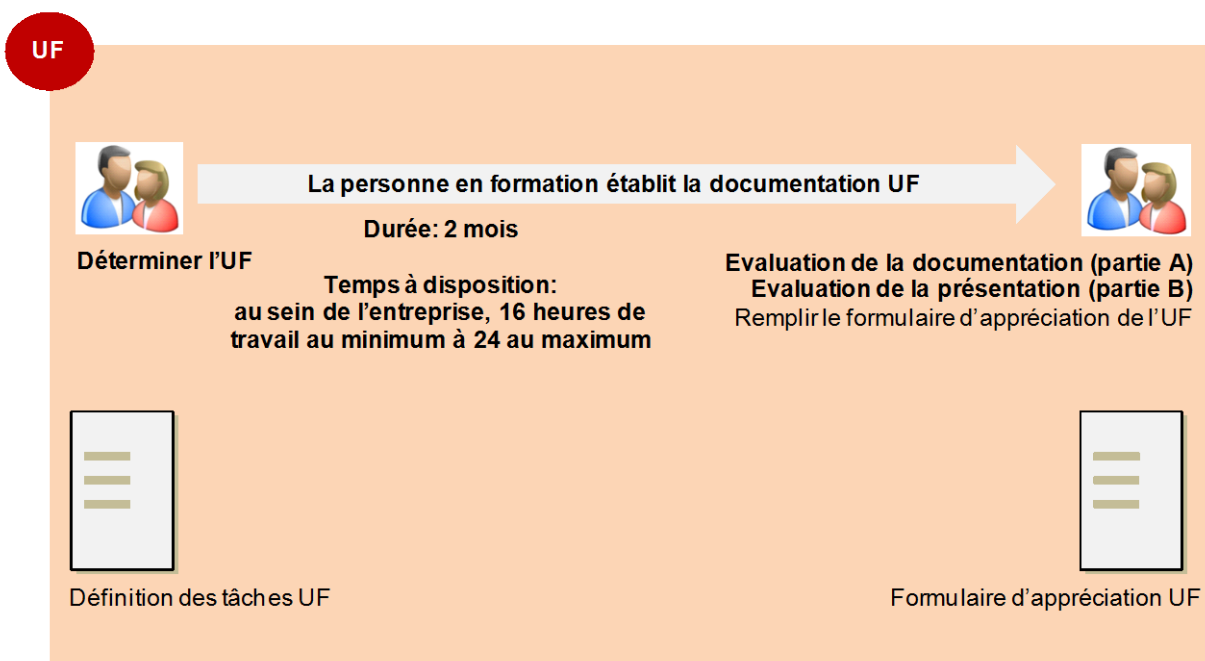 UF
La personne en formation établit la documentation UF
Durée: 2 mois
Déterminer l’UF
Temps à disposition:
au sein de l’entreprise, 16 heures de
travail au minimum à 24 au maximum
Evaluation de la documentation (partie A)
Evaluation de la présentation (partie B)
Remplir le formulaire d’appréciation de l’UF
Définition des tâches UF
Formulaire d’appréciation UF